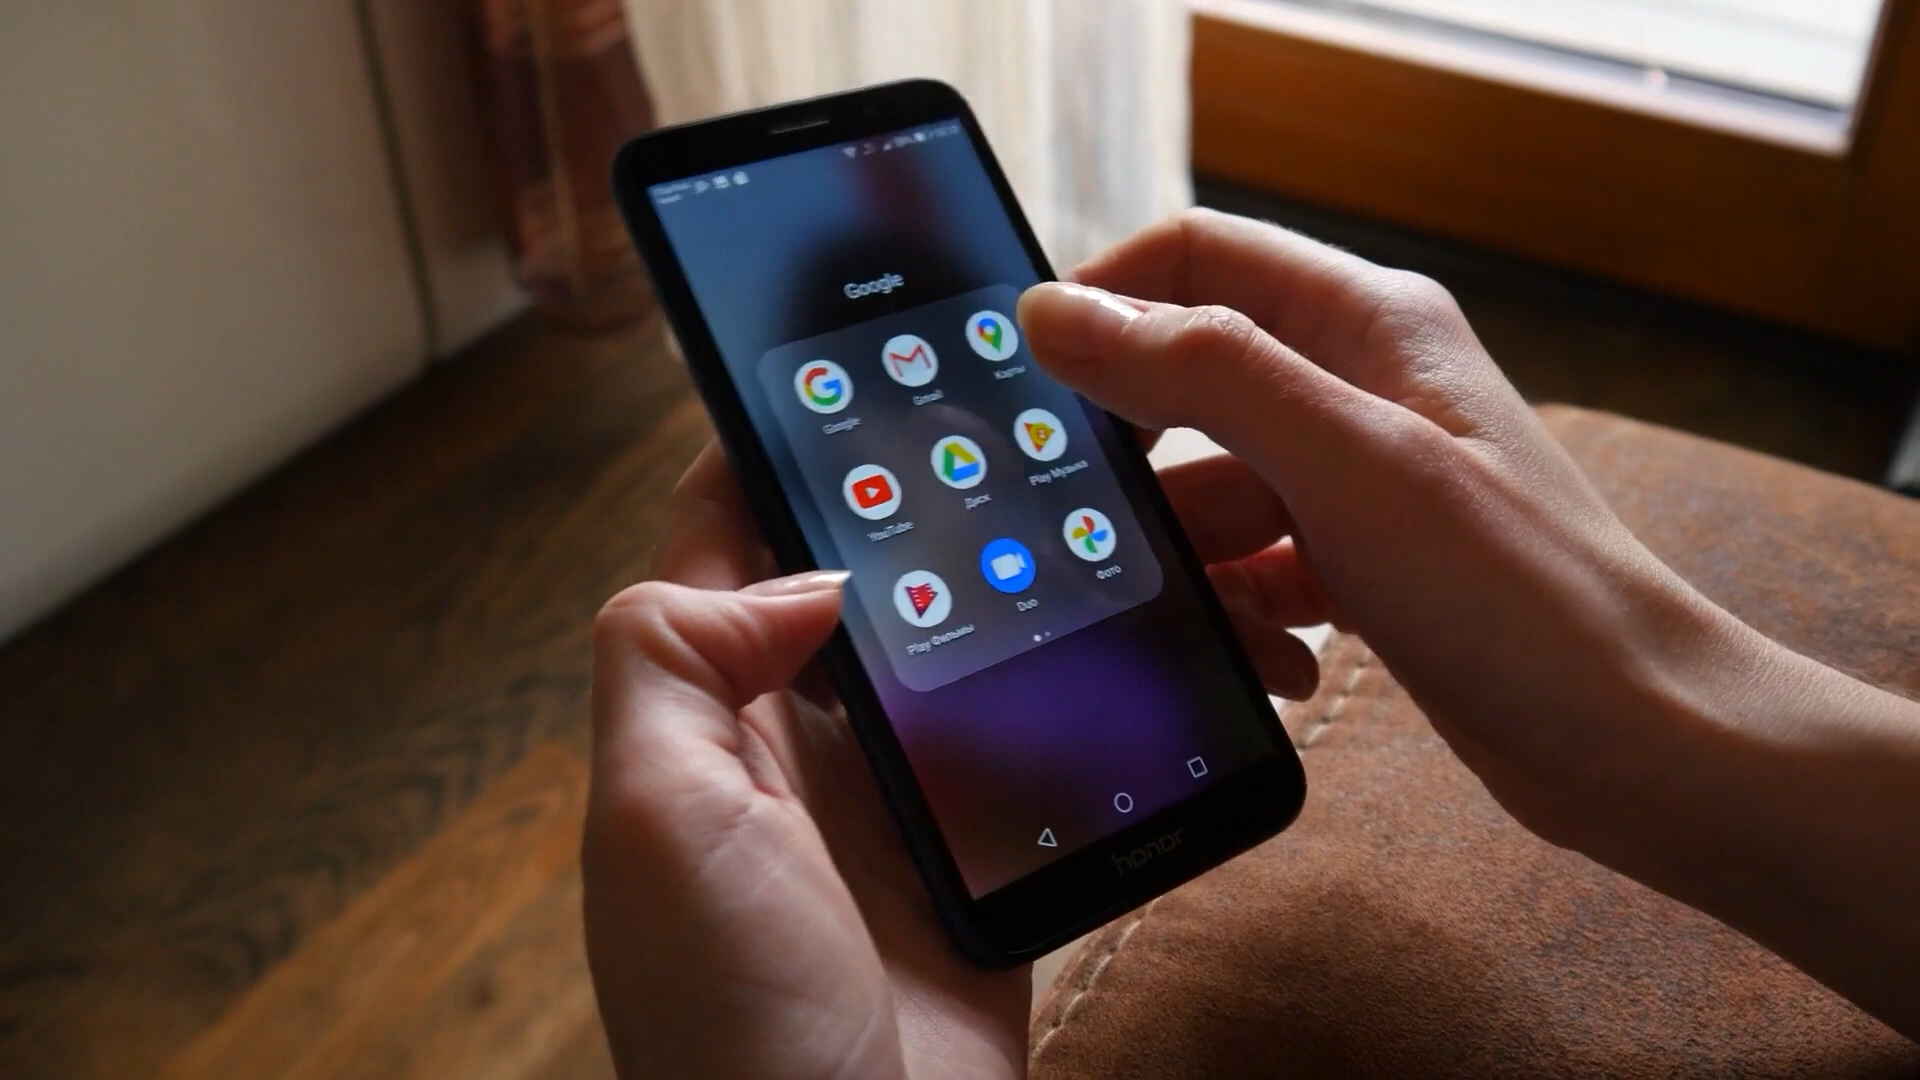 Google
Google
Gmail
Карты
YouTube
Диск
Play Музыка
Play Фильмы
Duo
Фото
honor